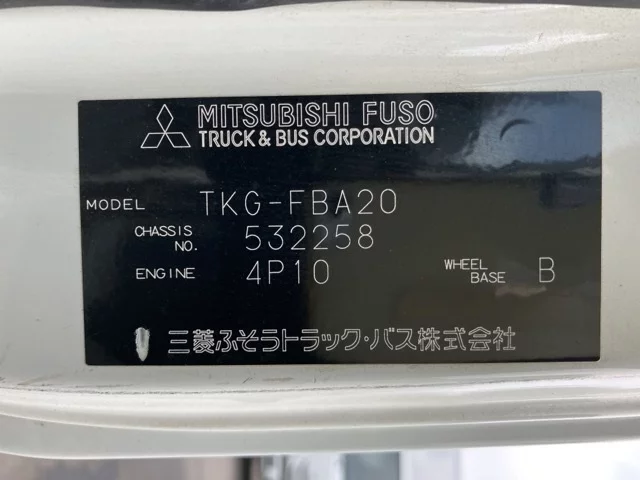 MITSUBISHI FUSO
TRUCK & BUS CORPORATION
MODEL TKG-FBA20
CHASSIS NO. 532258
ENGINE 4P10 WHEEL BASE B
三菱ふそうトラック・バス株式会社